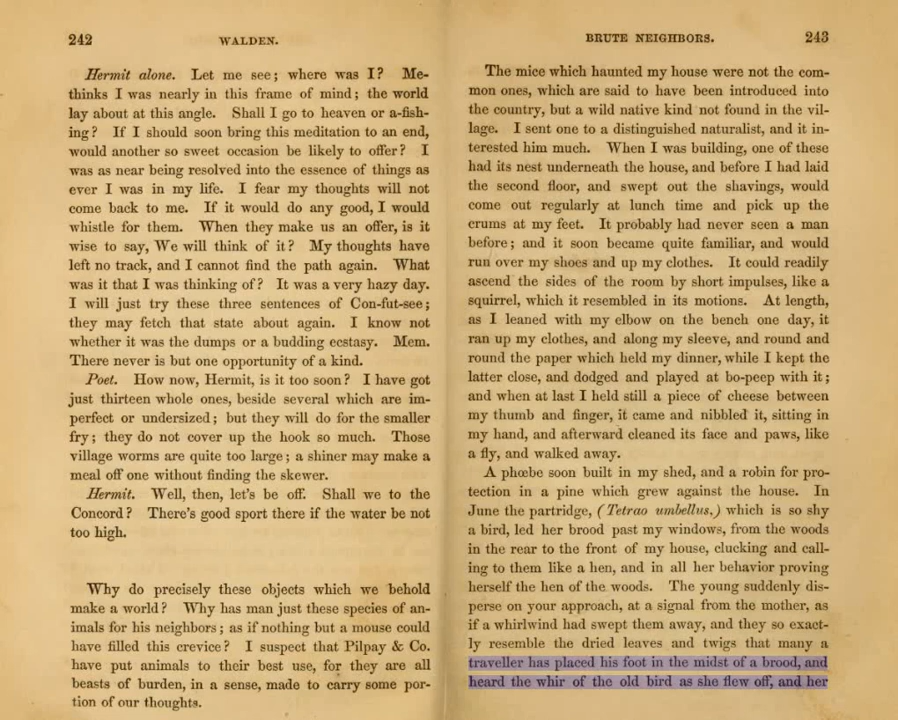 242
WALDEN.
Hermit alone. Let me see; where was I? Me-
thinks I was nearly in this frame of mind; the world
lay about at this angle. Shall I go to heaven or a-fish-
ing? If I should soon bring this meditation to an end,
would another so sweet occasion be likely to offer? I
was as near being resolved into the essence of things as
ever I was in my life. I fear my thoughts will not
come back to me. If it would do any good, I would
whistle for them. When they make us an offer, is it
wise to say, We will think of it? My thoughts have
left no track, and I cannot find the path again. What
was it that I was thinking of? It was a very hazy day.
I will just try these three sentences of Con-fut-see;
they may fetch that state about again. I know not
whether it was the dumps or a budding ecstasy. Mem.
There never is but one opportunity of a kind.
Poet. How now, Hermit, is it too soon? I have got
just thirteen whole ones, beside several which are im-
perfect or undersized; but they will do for the smaller
fry; they do not cover up the hook so much. Those
village worms are quite too large; a shiner may make a
meal off one without finding the skewer.
Hermit. Well, then, let's be off. Shall we to the
Concord? There's good sport there if the water be not
too high.
Why do precisely these objects which we behold
make a world? Why has man just these species of an-
imals for his neighbors; as if nothing but a mouse could
have filled this crevice? I suspect that Pilpay & Co.
have put animals to their best use, for they are all
beasts of burden, in a sense, made to carry some por-
tion of our thoughts.
BRUTE NEIGHBORS.
243
The mice which haunted my house were not the com-
mon ones, which are said to have been introduced into
the country, but a wild native kind not found in the vil-
lage. I sent one to a distinguished naturalist, and it in-
terested him much. When I was building, one of these
had its nest underneath the house, and before I had laid
the second floor, and swept out the shavings, would
come out regularly at lunch time and pick up the
crums at my feet. It probably had never seen a man
before; and it soon became quite familiar, and would
run over my shoes and up my clothes. It could readily
ascend the sides of the room by short impulses, like a
squirrel, which it resembled in its motions. At length,
as I leaned with my elbow on the bench one day, it
ran up my clothes, and along my sleeve, and round and
round the paper which held my dinner, while I kept the
latter close, and dodged and played at bo-peep with it;
and when at last I held still a piece of cheese between
my thumb and finger, it came and nibbled it, sitting in
my hand, and afterward cleaned its face and paws, like
a fly, and walked away.
A phœbe soon built in my shed, and a robin for pro-
tection in a pine which grew against the house. In
June the partridge, (Tetrao umbellus,) which is so shy
a bird, led her brood past my windows, from the woods
in the rear to the front of my house, clucking and call-
ing to them like a hen, and in all her behavior proving
herself the hen of the woods. The young suddenly dis-
perse on your approach, at a signal from the mother, as
if a whirlwind had swept them away, and they so exact-
ly resemble the dried leaves and twigs that many a
traveller has placed his foot in the midst of a brood, and
heard the whir of the old bird as she flew off, and her